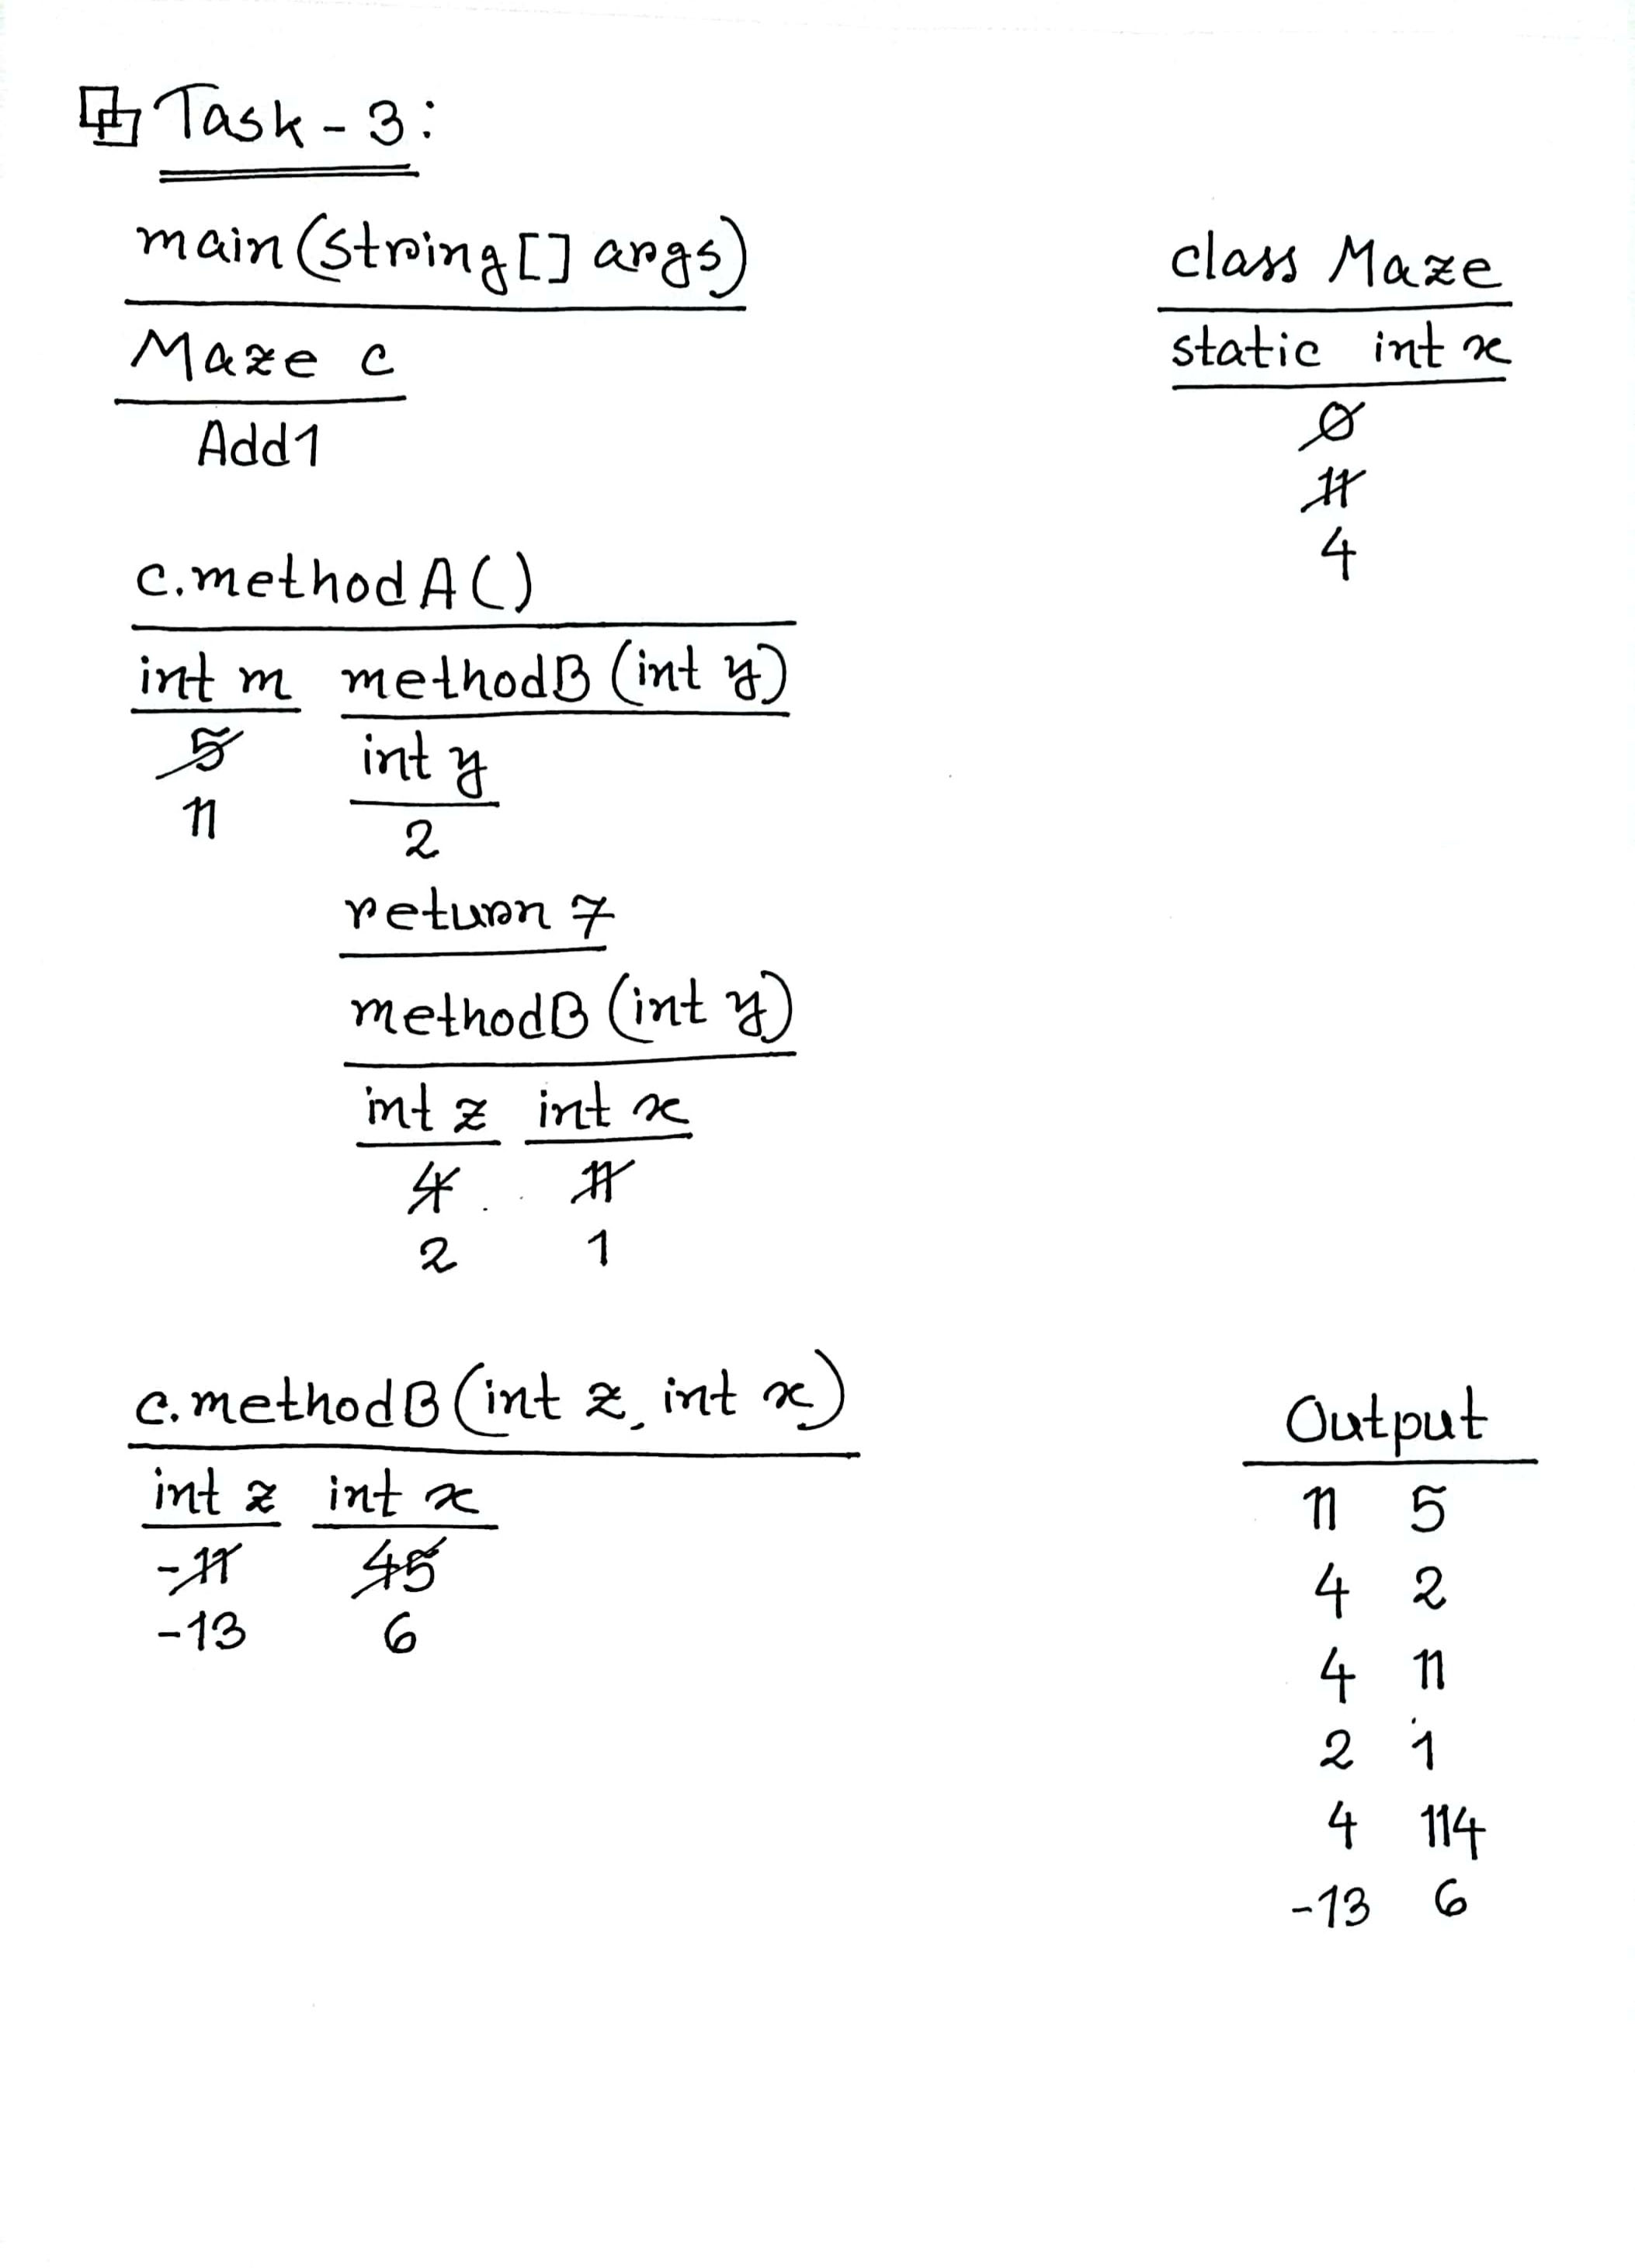 Task - 3:
main(string[] args)
Maze c
Add1
class Maze
static int x
0
11
4
c.methodA()
int m methodB (int y)
5 int y
11 2
return 7
methodB (int y)
int z int x
4 11
2 1
c.methodB (int z, int x)
int z int x
-11 45
-13 6
Output
11 5
4 2
4 11
2 1
4 114
-13 6